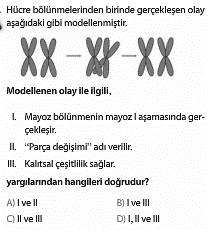 Hücre bölünmelerinden birinde gerçekleşen olay
aşağıdaki gibi modellenmiştir.
Modellenen olay ile ilgili,
I. Mayoz bölünmenin mayoz I aşamasında ger-
çekleşir.
II. “Parça değişimi” adı verilir.
III. Kalıtsal çeşitlilik sağlar.
yargılarından hangileri doğrudur?
A) I ve II B) I ve III
C) II ve III D) I, II ve III